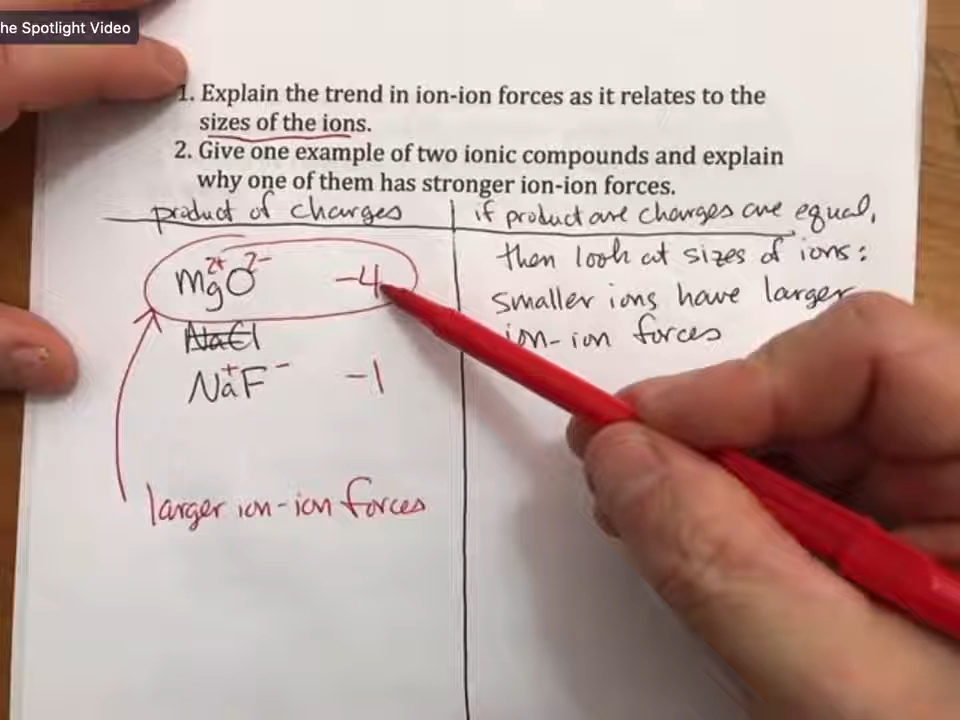 he Spotlight Video
1. Explain the trend in ion-ion forces as it relates to the
sizes of the ions.
2. Give one example of two ionic compounds and explain
why one of them has stronger ion-ion forces.
product of charges
if product are charges are equal,
then look at sizes of ions:
smaller ions have larger
ion-ion forces
Mg²⁺O²⁻ -4
NaCl
Na⁺F⁻ -1
larger ion-ion forces